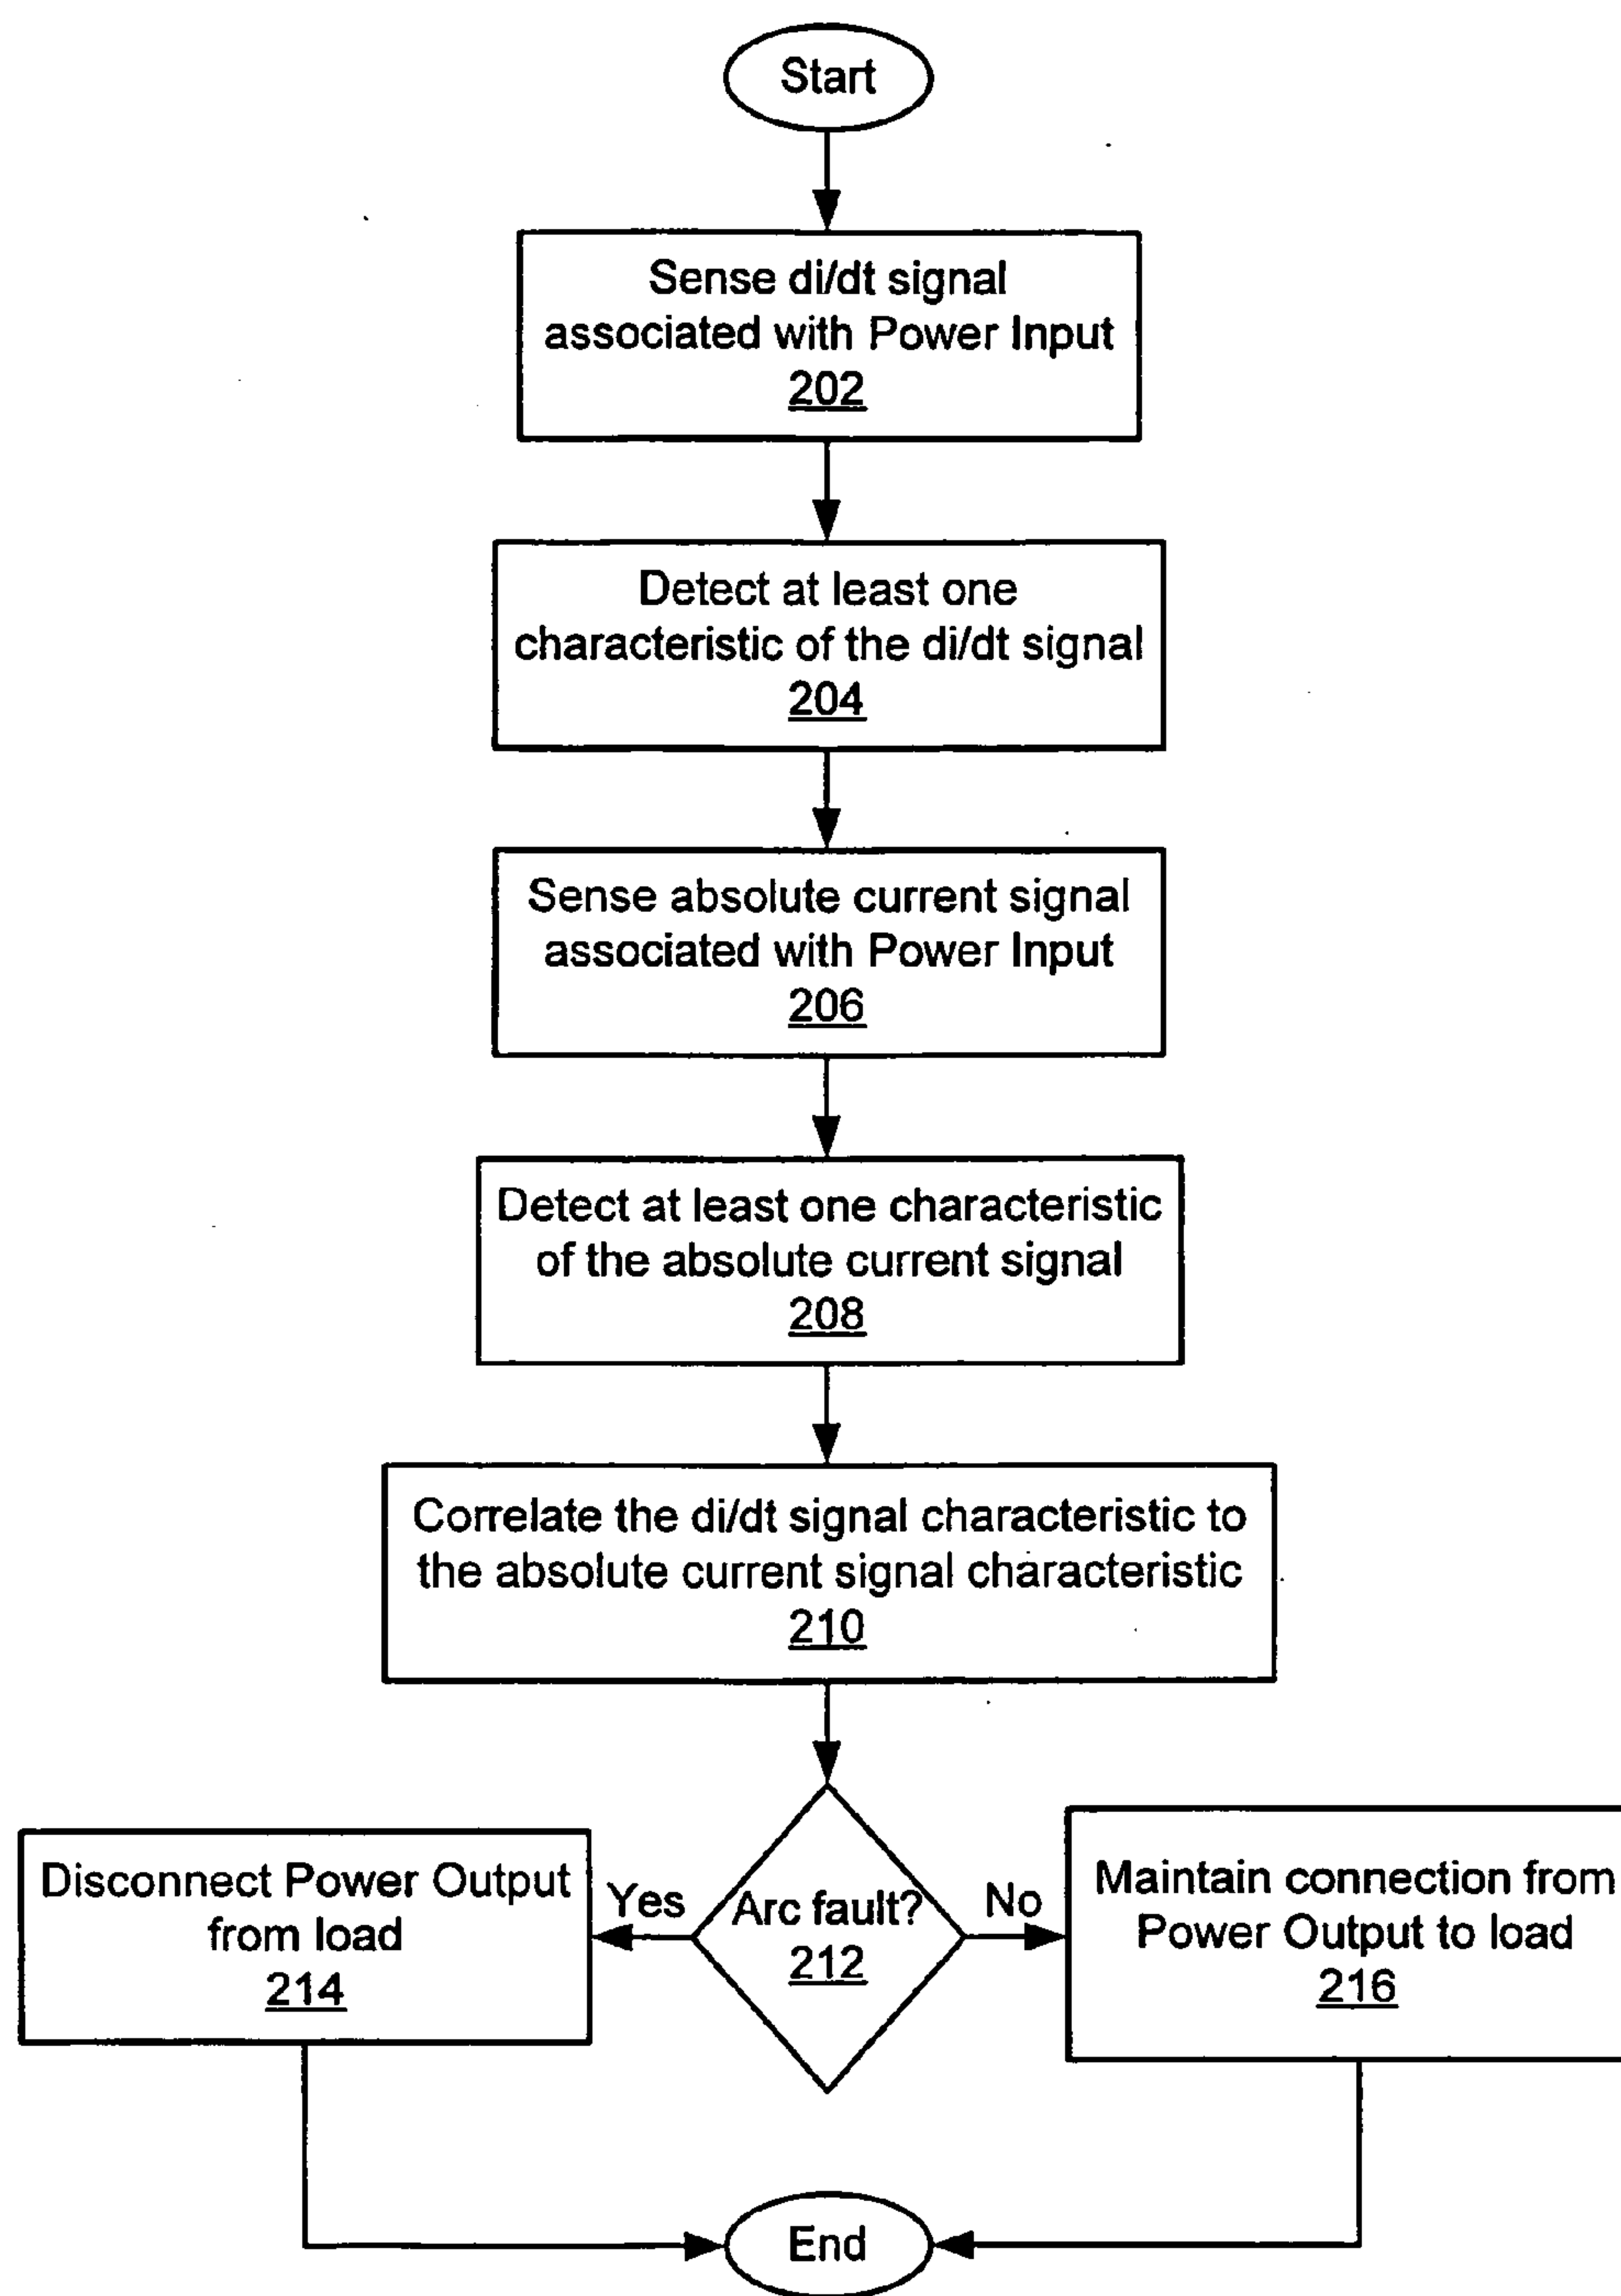 Start
Sense di/dt signal
associated with Power Input
202
Detect at least one
characteristic of the di/dt signal
204
Sense absolute current signal
associated with Power Input
206
Detect at least one characteristic
of the absolute current signal
208
Correlate the di/dt signal characteristic to
the absolute current signal characteristic
210
Arc fault?
212
Yes
No
Disconnect Power Output
from load
214
Maintain connection from
Power Output to load
216
End